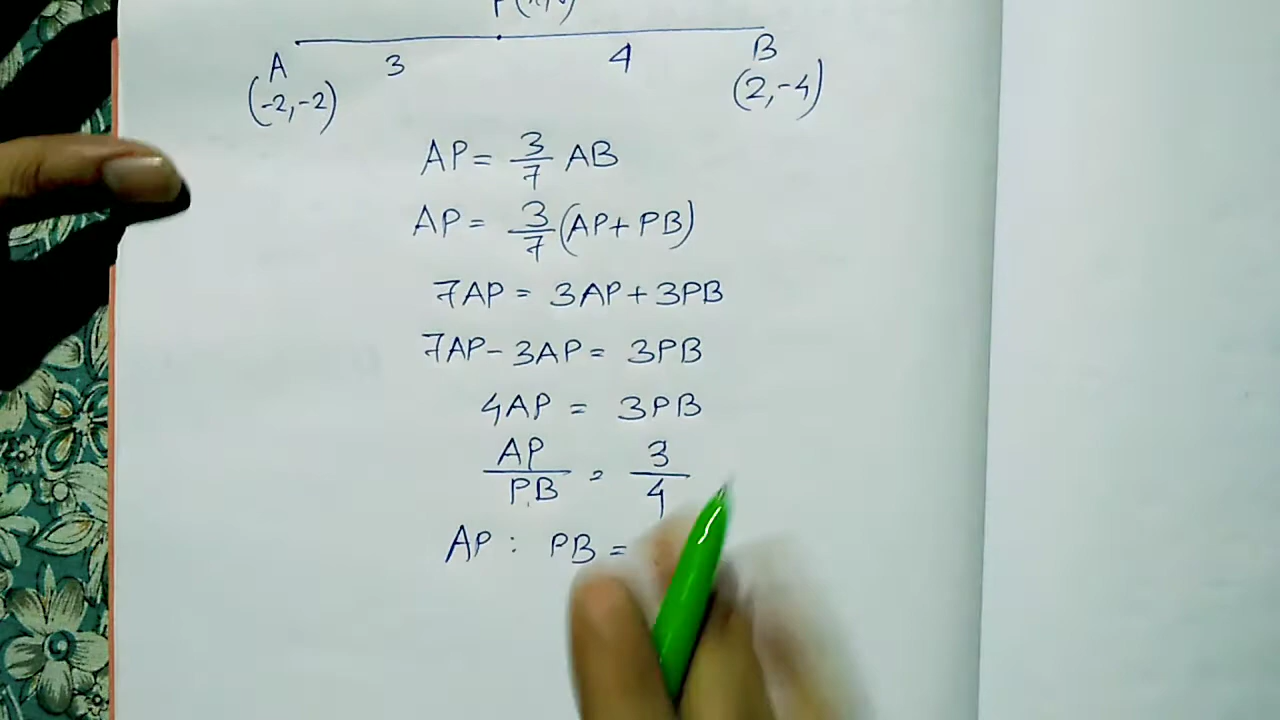 A 3 4 B
(-2,-2) (2,-4)
AP = 3/7 AB
AP = 3/7 (AP + PB)
7AP = 3AP + 3PB
7AP - 3AP = 3PB
4AP = 3PB
AP/PB = 3/4
AP : PB =